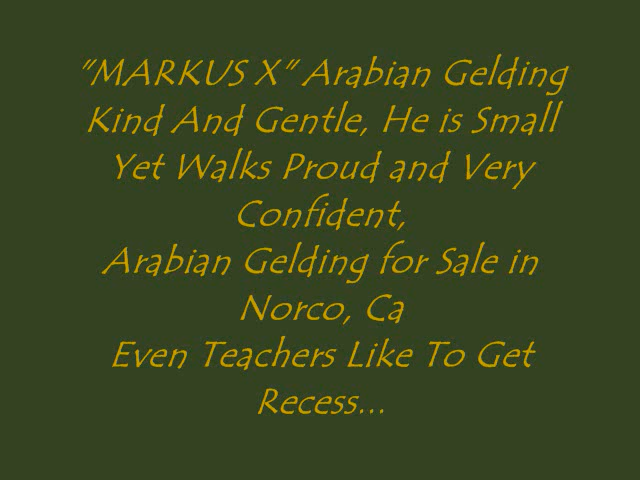 "MARKUS X" Arabian Gelding
Kind And Gentle, He is Small
Yet Walks Proud and Very
Confident,
Arabian Gelding for Sale in
Norco, Ca
Even Teachers Like To Get
Recess...